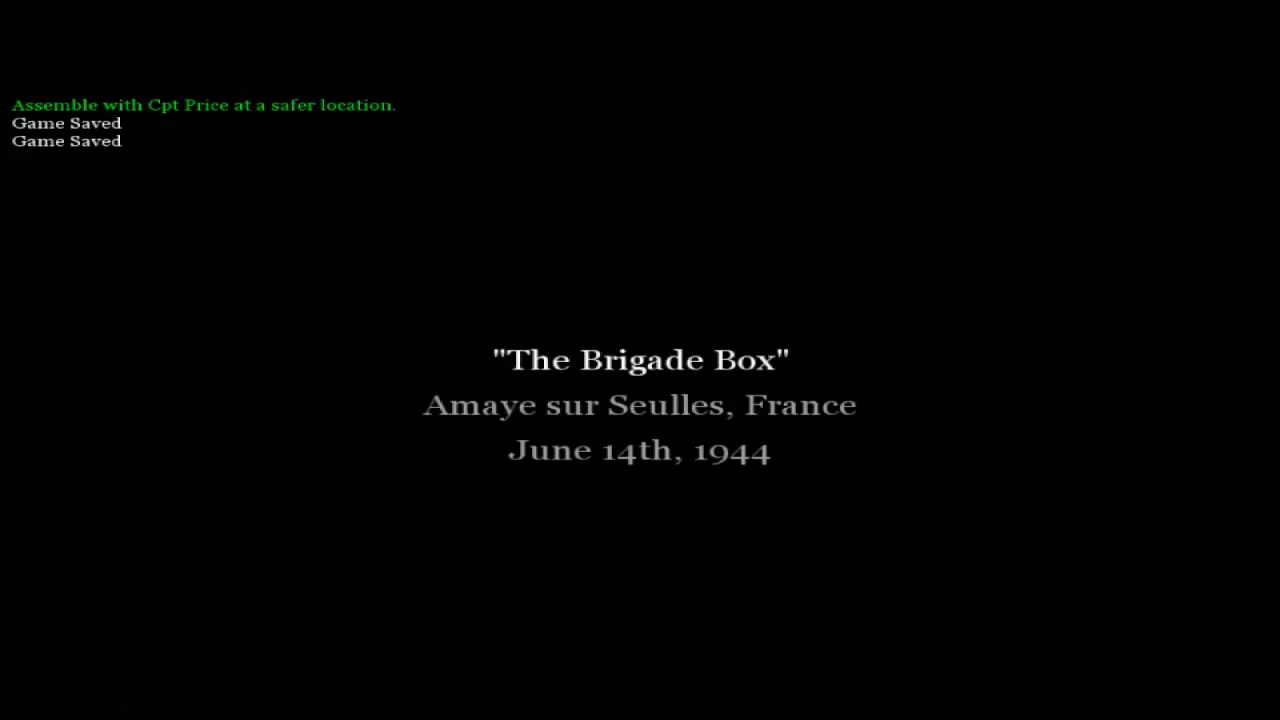 Assemble with Cpt Price at a safer location.
Game Saved
Game Saved
"The Brigade Box"
Amaye sur Seulles, France
June 14th, 1944